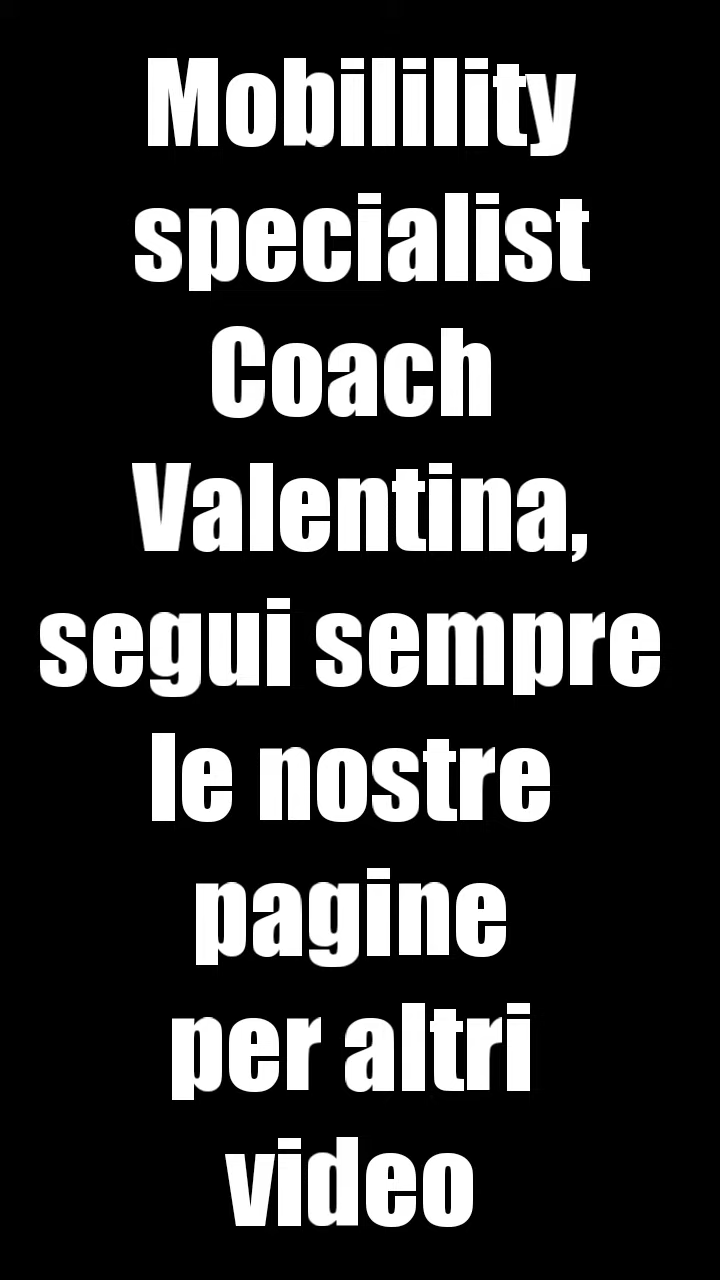 Mobilility
specialist
Coach
Valentina,
segui sempre
le nostre
pagine
per altri
video